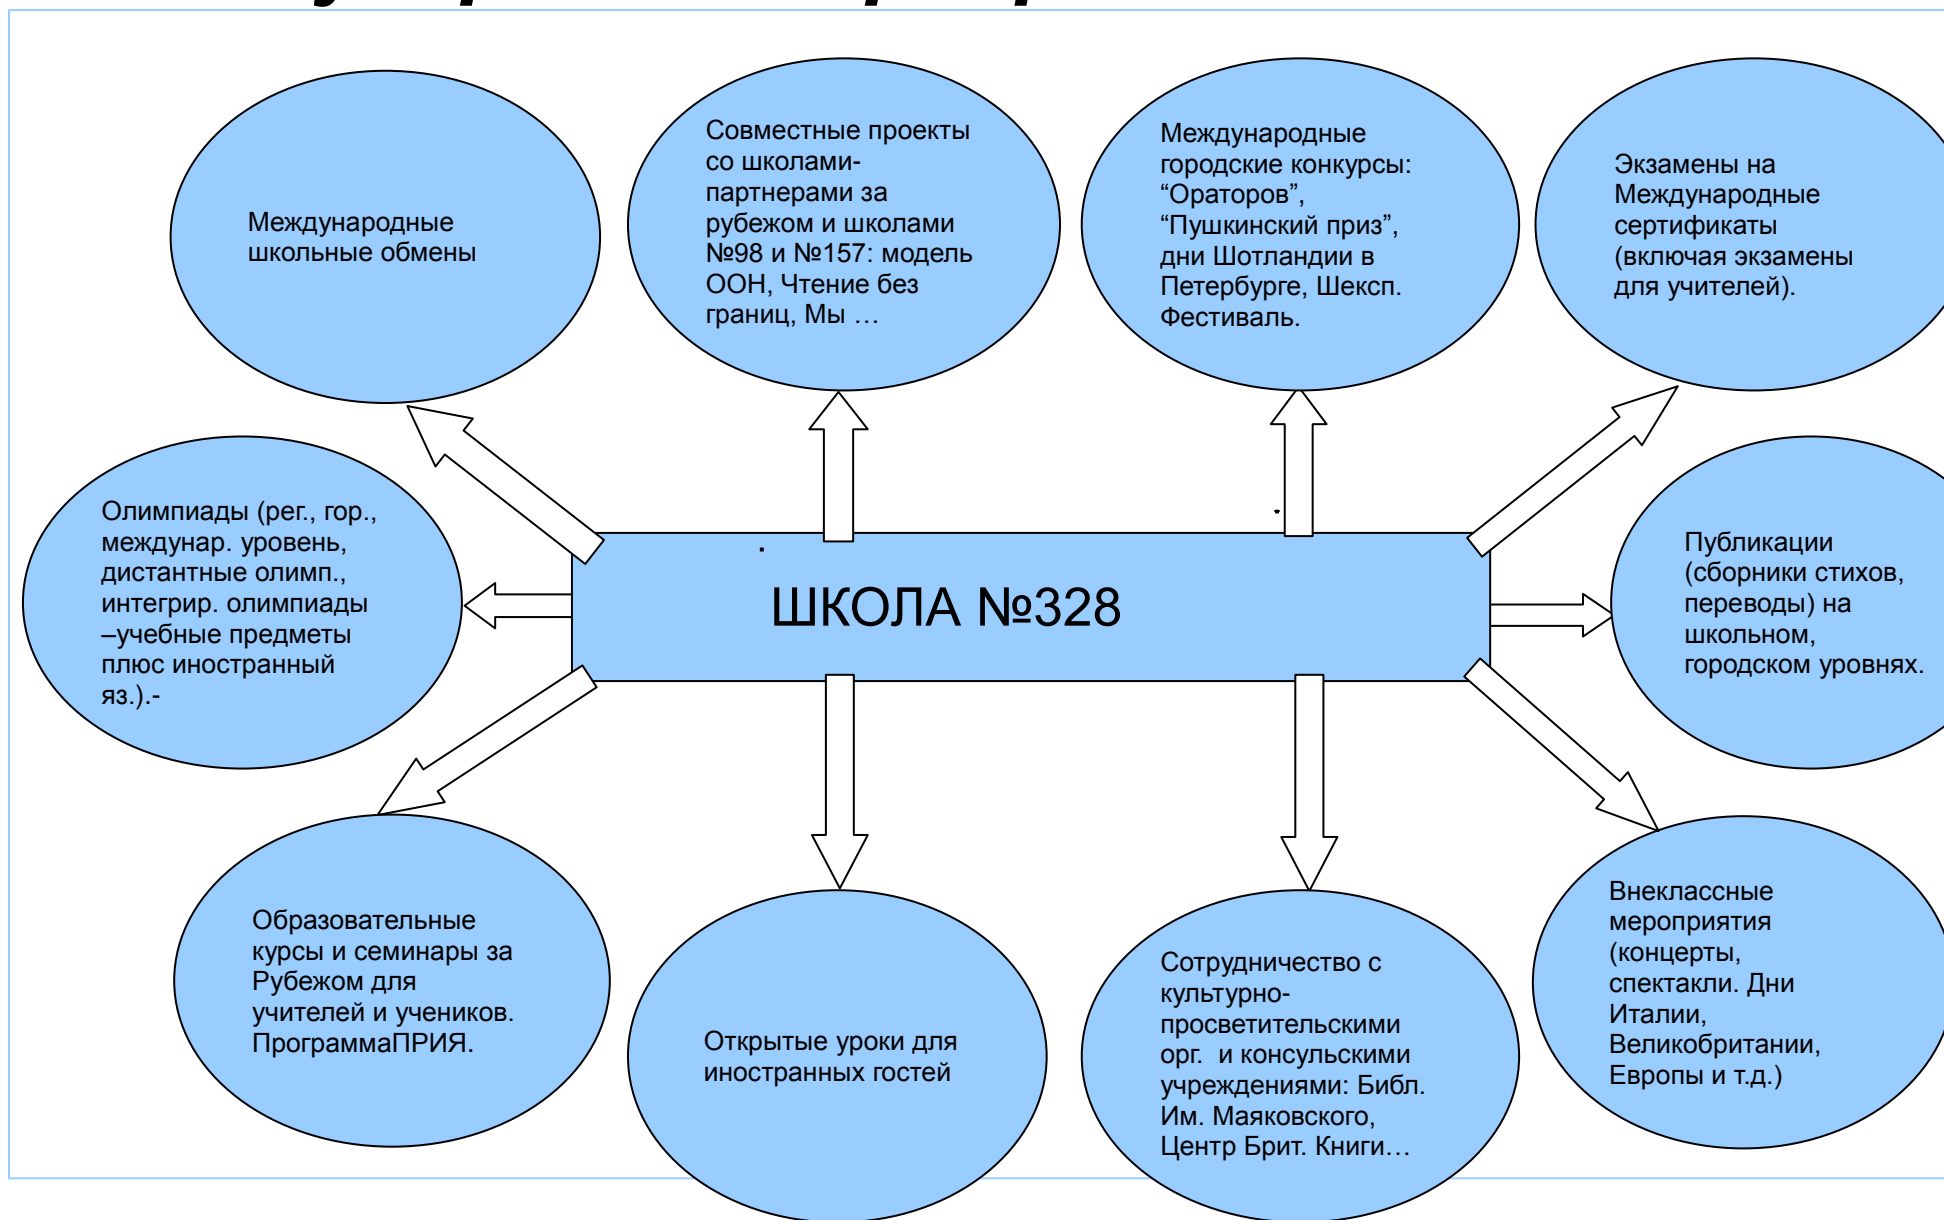 Международные
школьные обмены
Совместные проекты
со школами-
партнерами за
рубежом и школами
№98 и №157: модель
ООН, Чтение без
границ, Мы …
Международные
городские конкурсы:
“Ораторов”,
“Пушкинский приз”,
дни Шотландии в
Петербурге, Шексп.
Фестиваль.
Экзамены на
Международные
сертификаты
(включая экзамены
для учителей).
Олимпиады (рег., гор.,
междунар. уровень,
дистантные олимп.,
интегрир. олимпиады
–учебные предметы
плюс иностранный
яз.).-
ШКОЛА №328
Публикации
(сборники стихов,
переводы) на
школьном,
городском уровнях.
Образовательные
курсы и семинары за
Рубежом для
учителей и учеников.
ПрограммаПРИЯ.
Открытые уроки для
иностранных гостей
Сотрудничество с
культурно-
просветительскими
орг.  и консульскими
учреждениями: Библ.
Им. Маяковского,
Центр Брит. Книги…
Внеклассные
мероприятия
(концерты,
спектакли. Дни
Италии,
Великобритании,
Европы и т.д.)